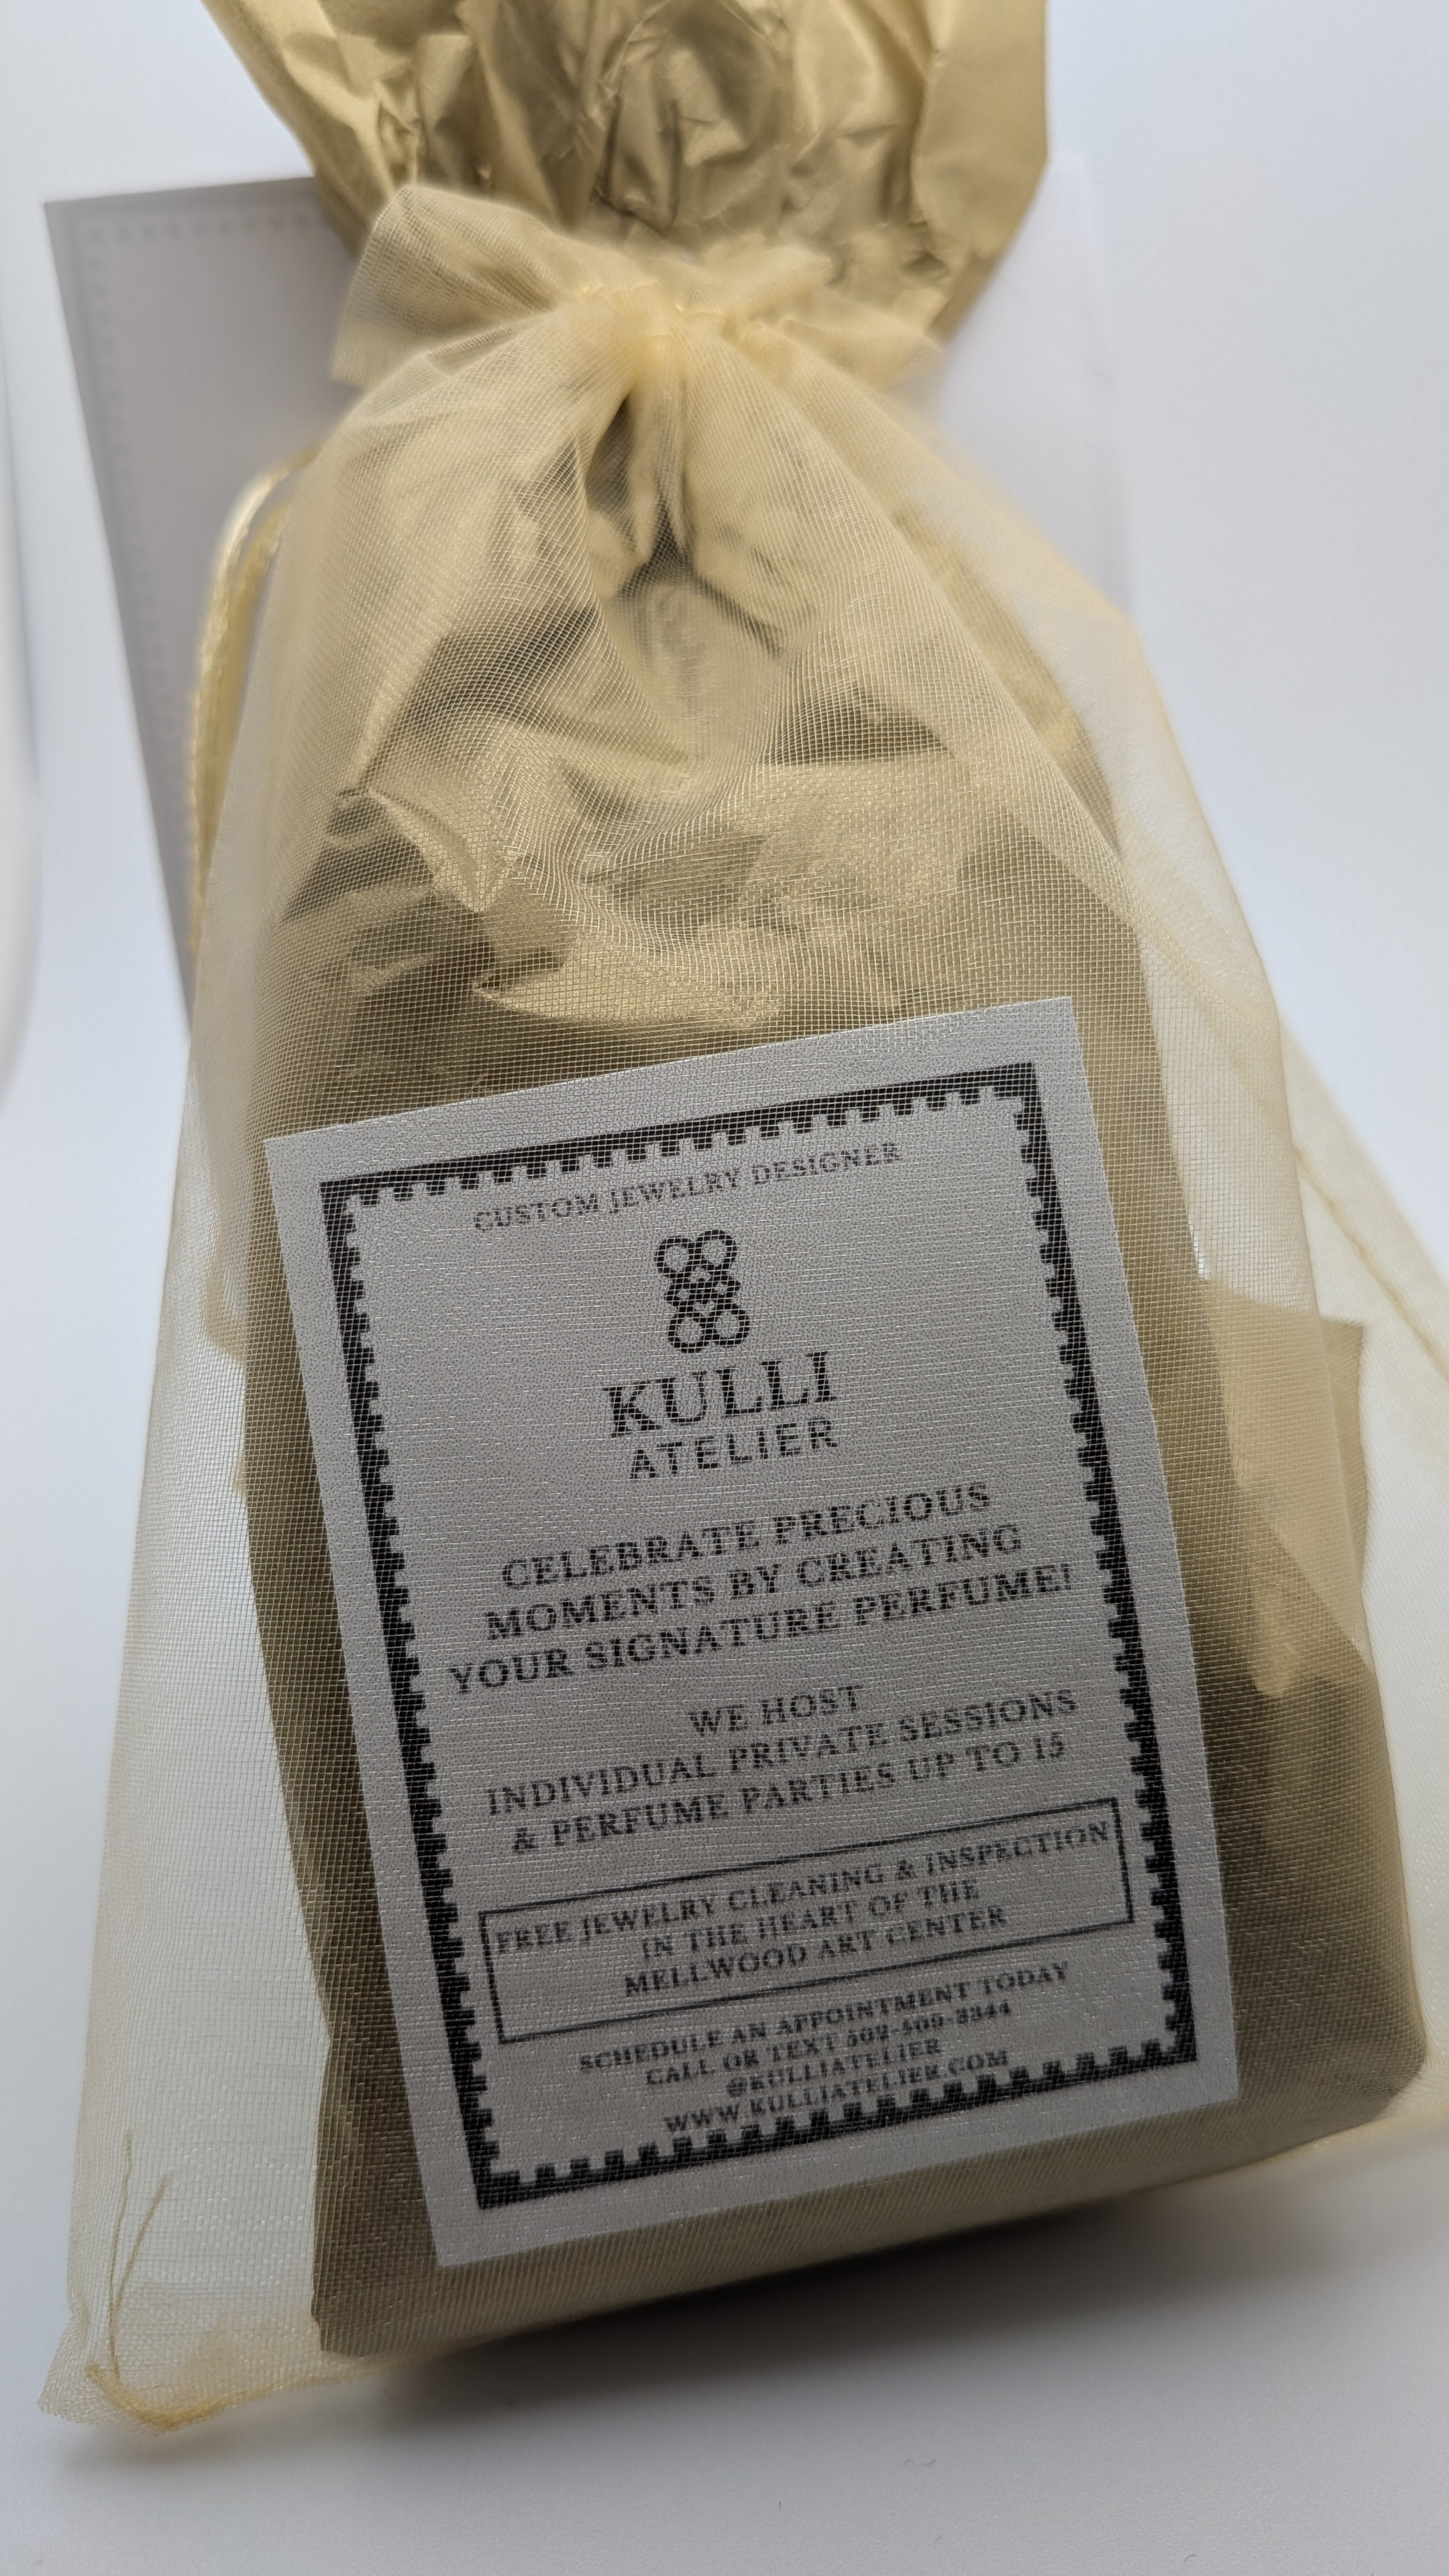 CUSTOM JEWELRY DESIGNER
KULLI
ATELIER
CELEBRATE PRECIOUS
MOMENTS BY CREATING
YOUR SIGNATURE PERFUME!
WE HOST
INDIVIDUAL PRIVATE SESSIONS
& PERFUME PARTIES UP TO 15
FREE JEWELRY CLEANING & INSPECTION
IN THE HEART OF THE
MELLWOOD ART CENTER
SCHEDULE AN APPOINTMENT TODAY
CALL OR TEXT
@KULLIATELIER
WWW.KULLIATELIER.COM